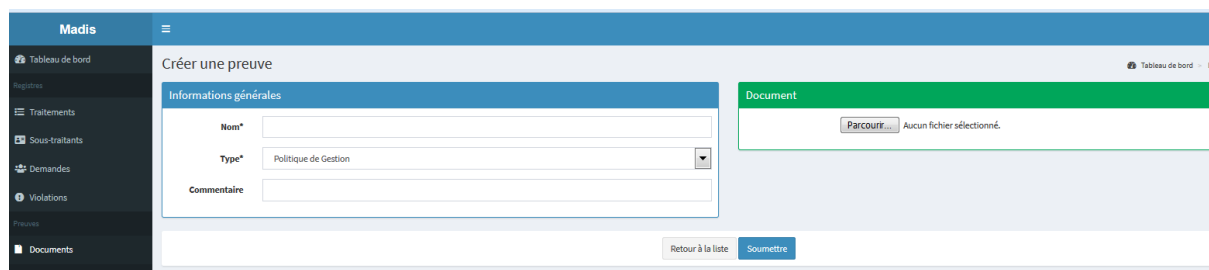 Madis
Tableau de bord
Registres
Traitements
Sous-traitants
Demandes
Violations
Preuves
Documents
Créer une preuve
Tableau de bord >
Informations générales
Nom*
Type* Politique de Gestion
Commentaire
Document
Parcourir... Aucun fichier sélectionné.
Retour à la liste Soumettre